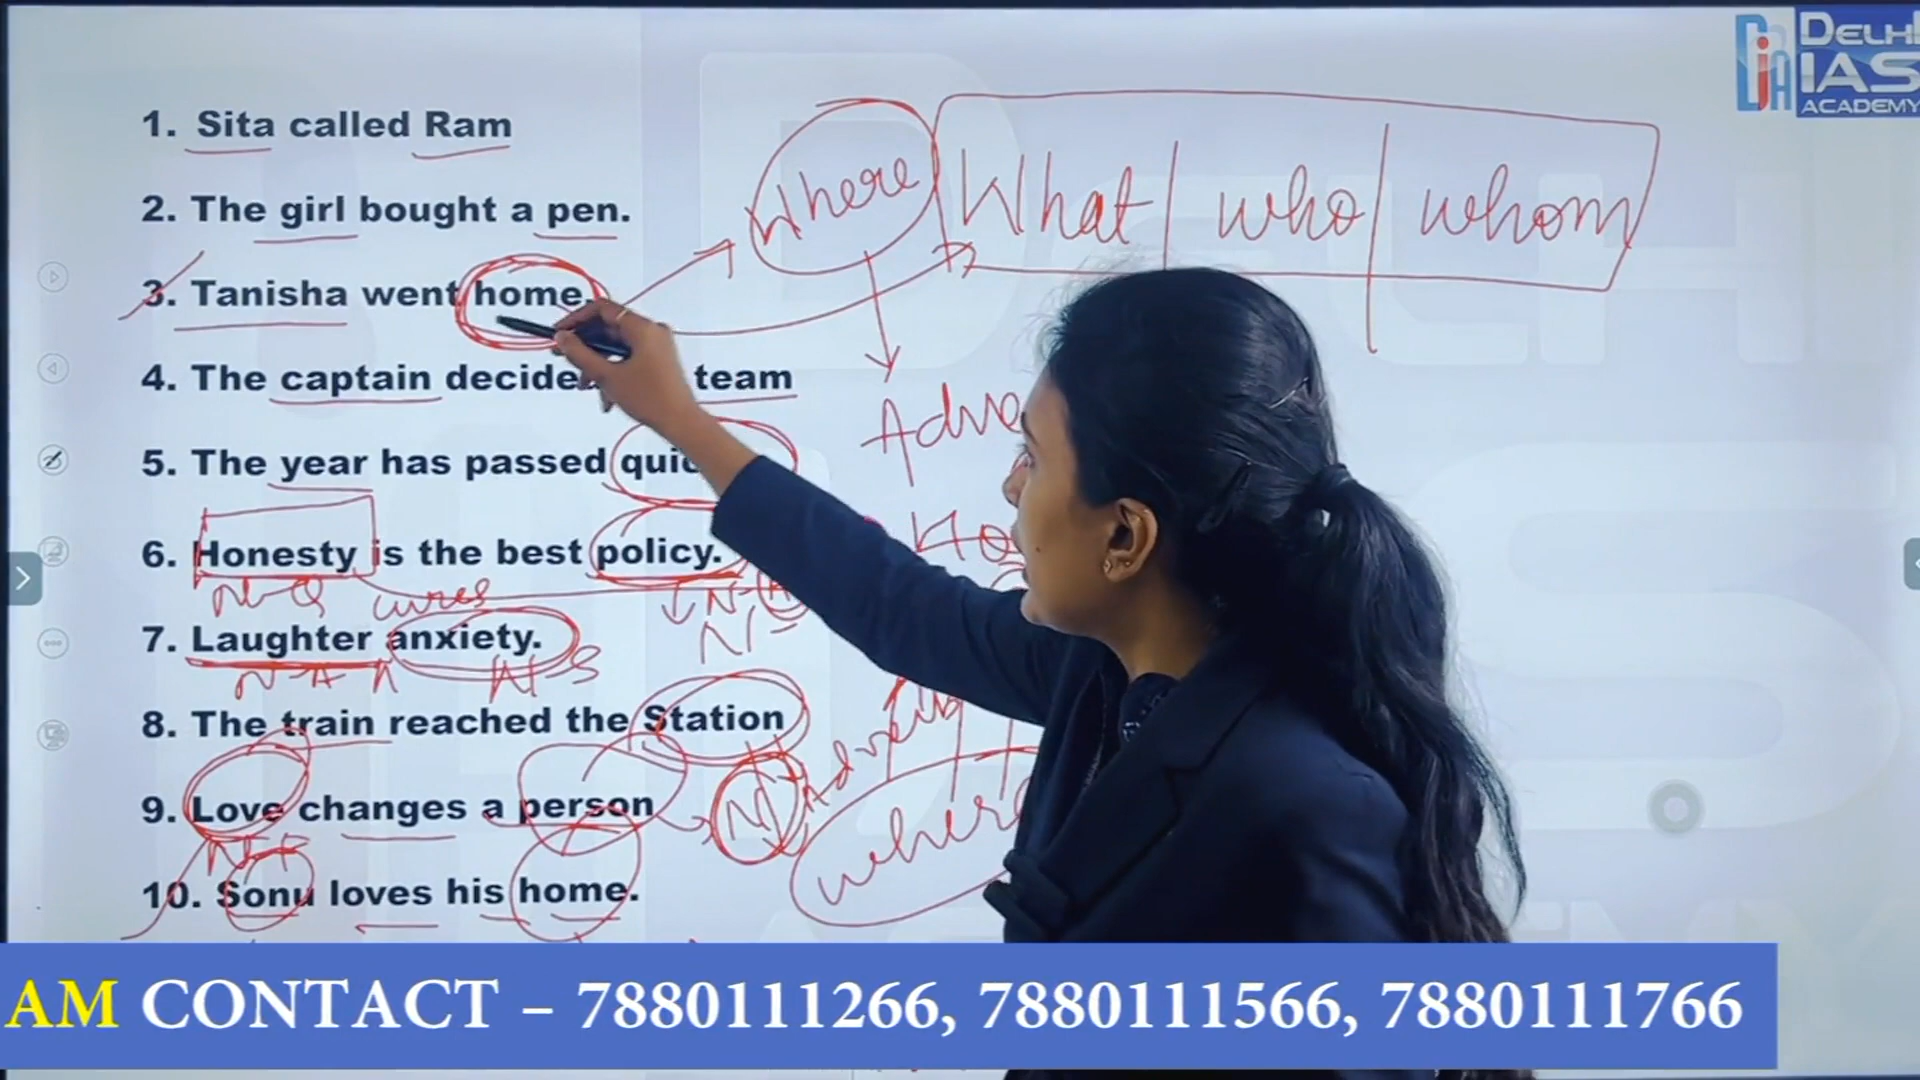 DELHI
IAS
ACADEMY
1. Sita called Ram
2. The girl bought a pen.
3. Tanisha went home.
4. The captain decided team
5. The year has passed
6. Honesty is the best policy.
cures
7. Laughter anxiety.
8. The train reached the Station
9. Love changes a person
10. Sonu loves his home.
Where What who whom
AM CONTACT – 7880111266, 7880111566, 7880111766